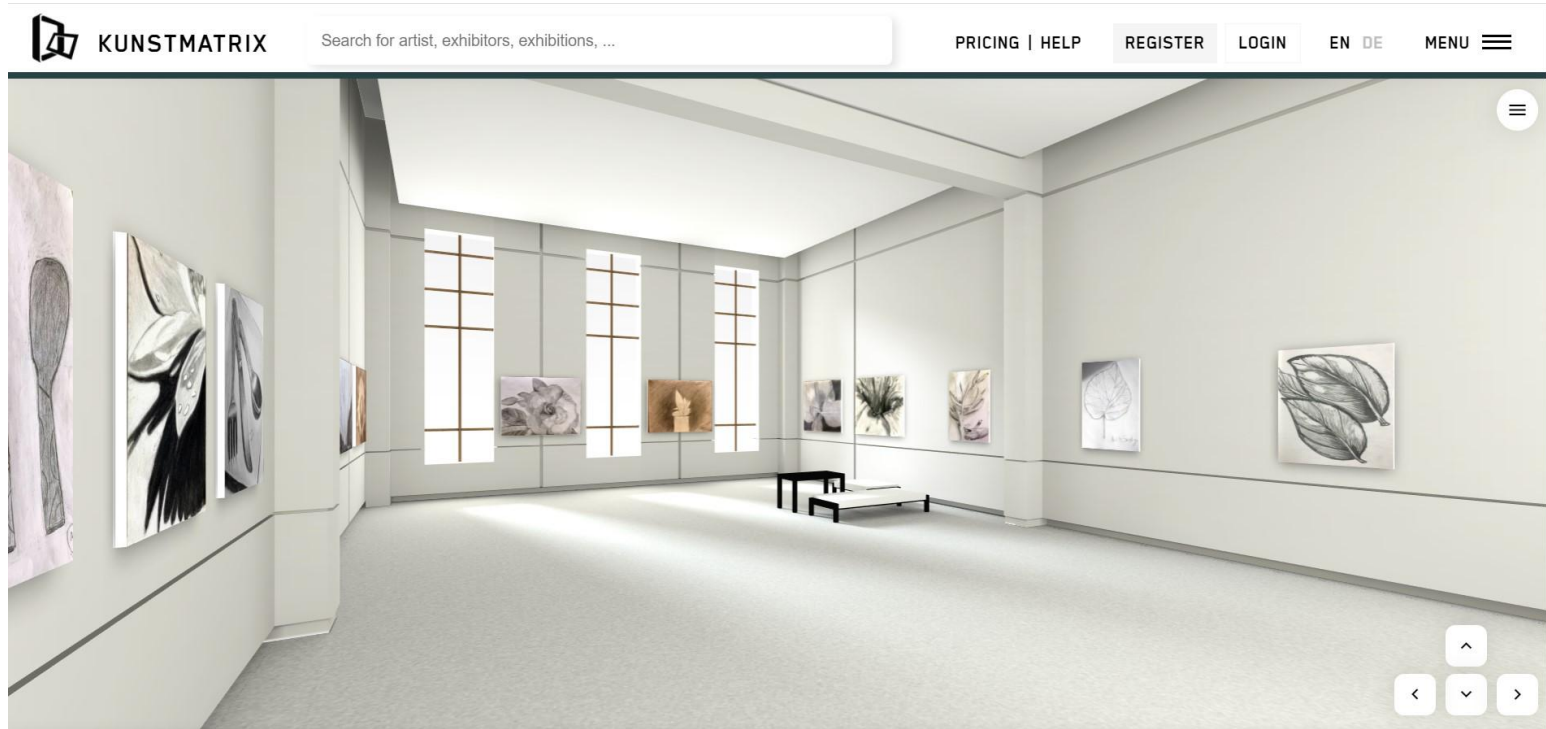 KUNSTMATRIX
Search for artist, exhibitors, exhibitions, ...
PRICING | HELP
REGISTER
LOGIN
EN DE
MENU